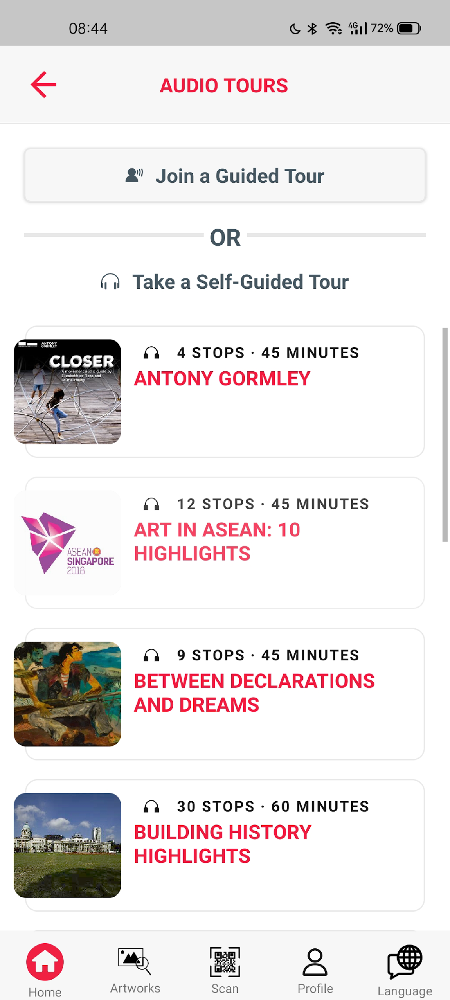 08:44
4G 72%
AUDIO TOURS
Join a Guided Tour
OR
Take a Self-Guided Tour
ANTONY
GORMLEY
CLOSER
A movement audio guide by
Elizabeth de Roza and
Laurie Young
4 STOPS · 45 MINUTES
ANTONY GORMLEY
ASEAN
SINGAPORE
2018
12 STOPS · 45 MINUTES
ART IN ASEAN: 10
HIGHLIGHTS
9 STOPS · 45 MINUTES
BETWEEN DECLARATIONS
AND DREAMS
30 STOPS · 60 MINUTES
BUILDING HISTORY
HIGHLIGHTS
Home
Artworks
Scan
Profile
Language